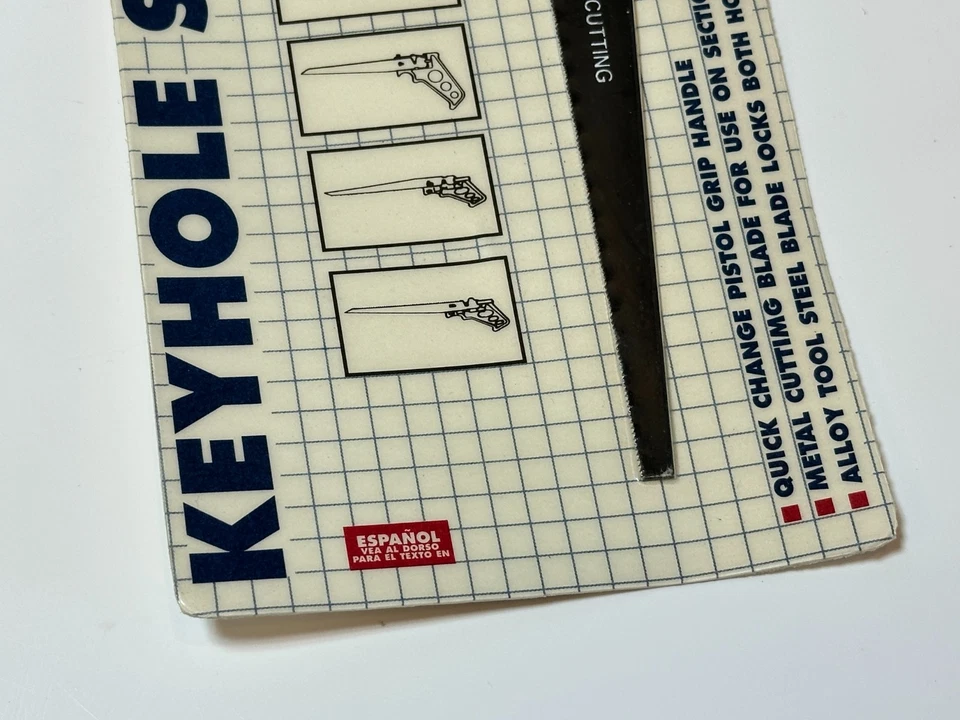 KEYHOLE S
CUTTING
QUICK CHANGE PISTOL GRIP HANDLE
METAL CUTTIMG BLADE FOR USE ON SECTIO
ALLOY TOOL STEEL BLADE LOCKS BOTH HO
ESPAÑOL
VEA AL DORSO
PARA EL TEXTO EN